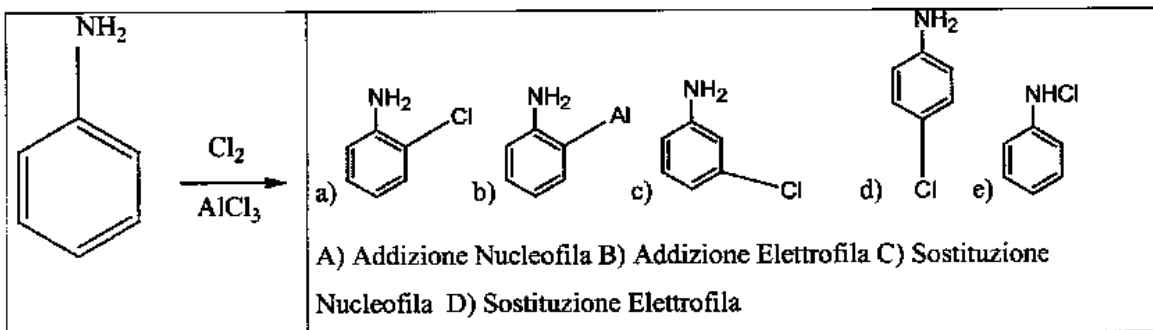 NH₂
Cl₂
AlCl₃
a) NH₂ Cl b) NH₂ Al c) NH₂ Cl d) NH₂ Cl e) NHCl
A) Addizione Nucleofila B) Addizione Elettrofila C) Sostituzione
Nucleofila D) Sostituzione Elettrofila